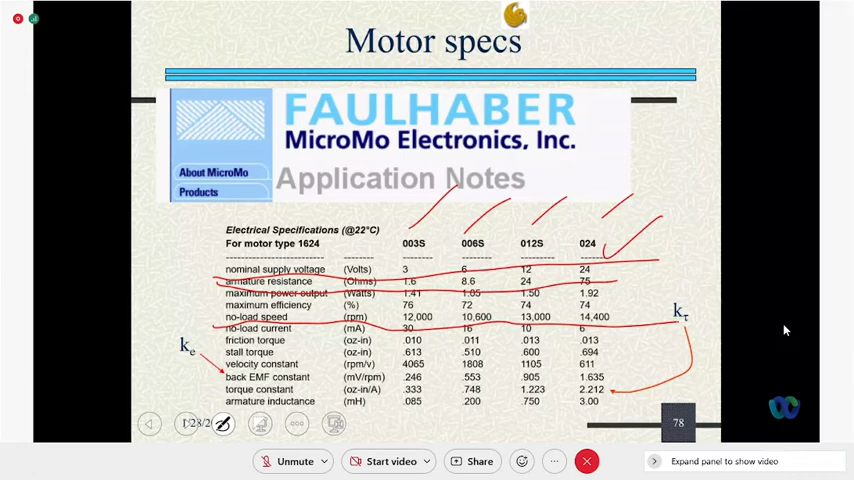 Motor specs
FAULHABER
MicroMo Electronics, Inc.
About MicroMo
Application Notes
Products
Electrical Specifications (@22°C)
For motor type 1624 003S 006S 012S 024
-------------------- -------- --------- --------- --------- ---------
nominal supply voltage (Volts) 3 6 12 24
armature resistance (Ohms) 1.6 8.6 24 75
maximum power output (Watts) 1.41 1.05 1.50 1.92
maximum efficiency (%) 76 72 74 74
no-load speed (rpm) 12,000 10,600 13,000 14,400
kτ
no-load current (mA) 30 16 10 6
friction torque (oz-in) .010 .011 .013 .013
ke
stall torque (oz-in) .613 .510 .600 .694
velocity constant (rpm/v) 4065 1808 1105 611
back EMF constant (mV/rpm) .246 .553 .905 1.635
torque constant (oz-in/A) .333 .748 1.223 2.212
armature inductance (mH) .085 .200 .750 3.00
78
Unmute
Start video
Share
Expand panel to show video